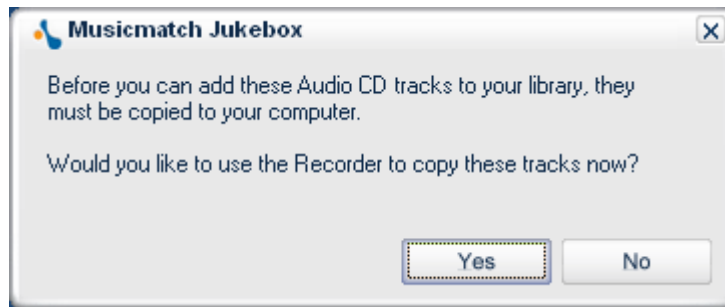 Musicmatch Jukebox
Before you can add these Audio CD tracks to your library, they
must be copied to your computer.
Would you like to use the Recorder to copy these tracks now?
Yes No